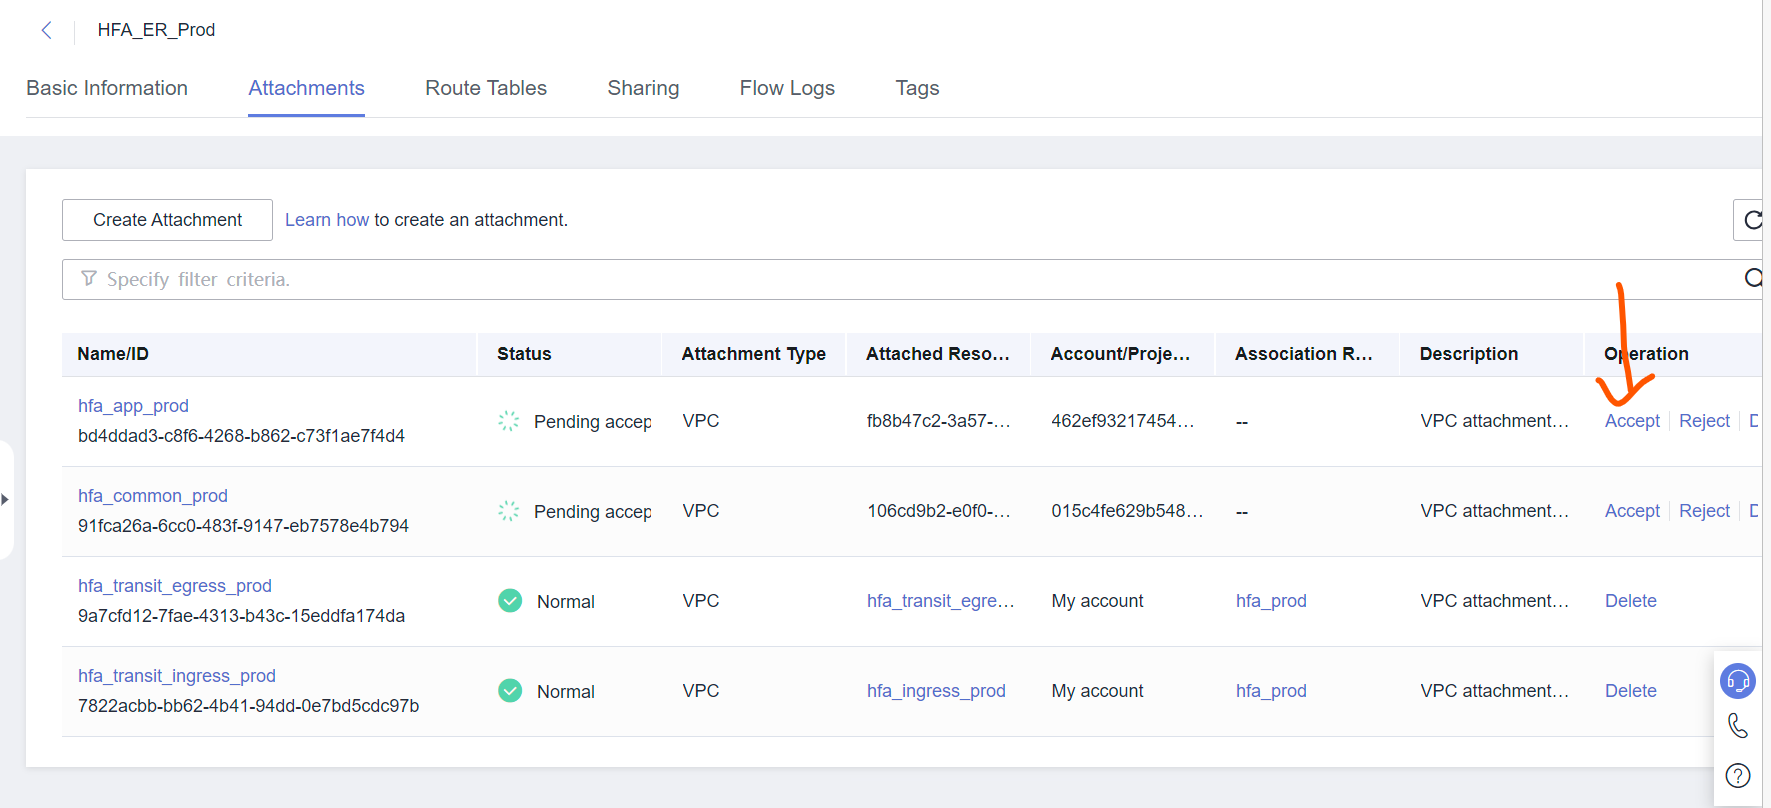 HFA_ER_Prod
Basic Information Attachments Route Tables Sharing Flow Logs Tags
Create Attachment Learn how to create an attachment.
Specify filter criteria.
Name/ID Status Attachment Type Attached Reso... Account/Proje... Association R... Description Operation
hfa_app_prod
bd4ddad3-c8f6-4268-b862-c73f1ae7f4d4
Pending accep VPC fb8b47c2-3a57-... 462ef93217454... -- VPC attachment... Accept Reject D
hfa_common_prod
91fca26a-6cc0-483f-9147-eb7578e4b794
Pending accep VPC 106cd9b2-e0f0-... 015c4fe629b548... -- VPC attachment... Accept Reject D
hfa_transit_egress_prod
9a7cfd12-7fae-4313-b43c-15eddfa174da
Normal VPC hfa_transit_egre... My account hfa_prod VPC attachment... Delete
hfa_transit_ingress_prod
7822acbb-bb62-4b41-94dd-0e7bd5cdc97b
Normal VPC hfa_ingress_prod My account hfa_prod VPC attachment... Delete